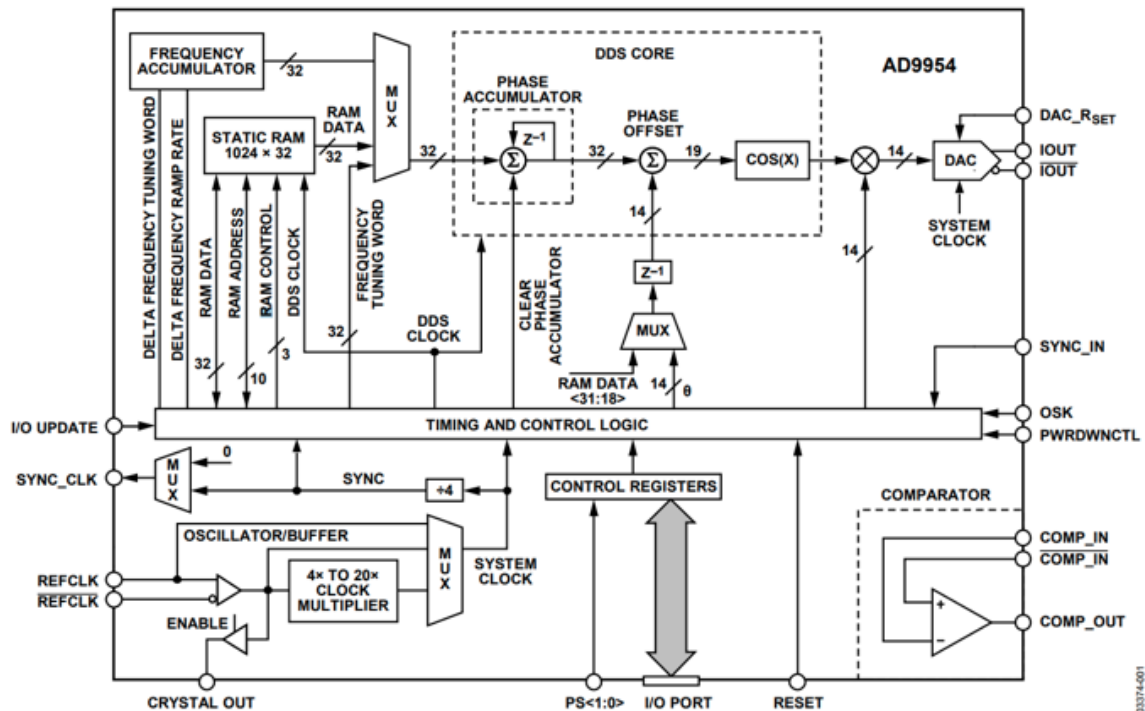 FREQUENCY
ACCUMULATOR
32
MUX
DDS CORE
AD9954
PHASE
ACCUMULATOR
RAM
DATA
STATIC RAM
1024 × 32
32
Z–1
PHASE
OFFSET
32
Σ
32
Σ
19
COS(X)
14
DAC
DAC_RSET
IOUT
IOUT
SYSTEM
CLOCK
14
14
Z–1
MUX
DELTA FREQUENCY TUNING WORD
DELTA FREQUENCY RAMP RATE
RAM DATA
RAM ADDRESS
RAM CONTROL
DDS CLOCK
FREQUENCY
TUNING WORD
CLEAR
PHASE
ACCUMULATOR
32
10
3
32
DDS
CLOCK
RAM DATA
<31:18>
14
θ
SYNC_IN
I/O UPDATE
TIMING AND CONTROL LOGIC
OSK
PWRDWNCTL
SYNC_CLK
MUX
0
SYNC
÷4
CONTROL REGISTERS
COMPARATOR
OSCILLATOR/BUFFER
MUX
SYSTEM
CLOCK
REFCLK
REFCLK
4× TO 20×
CLOCK
MULTIPLIER
ENABLE
COMP_IN
COMP_IN
+
–
COMP_OUT
CRYSTAL OUT
PS<1:0>
I/O PORT
RESET
03374-001